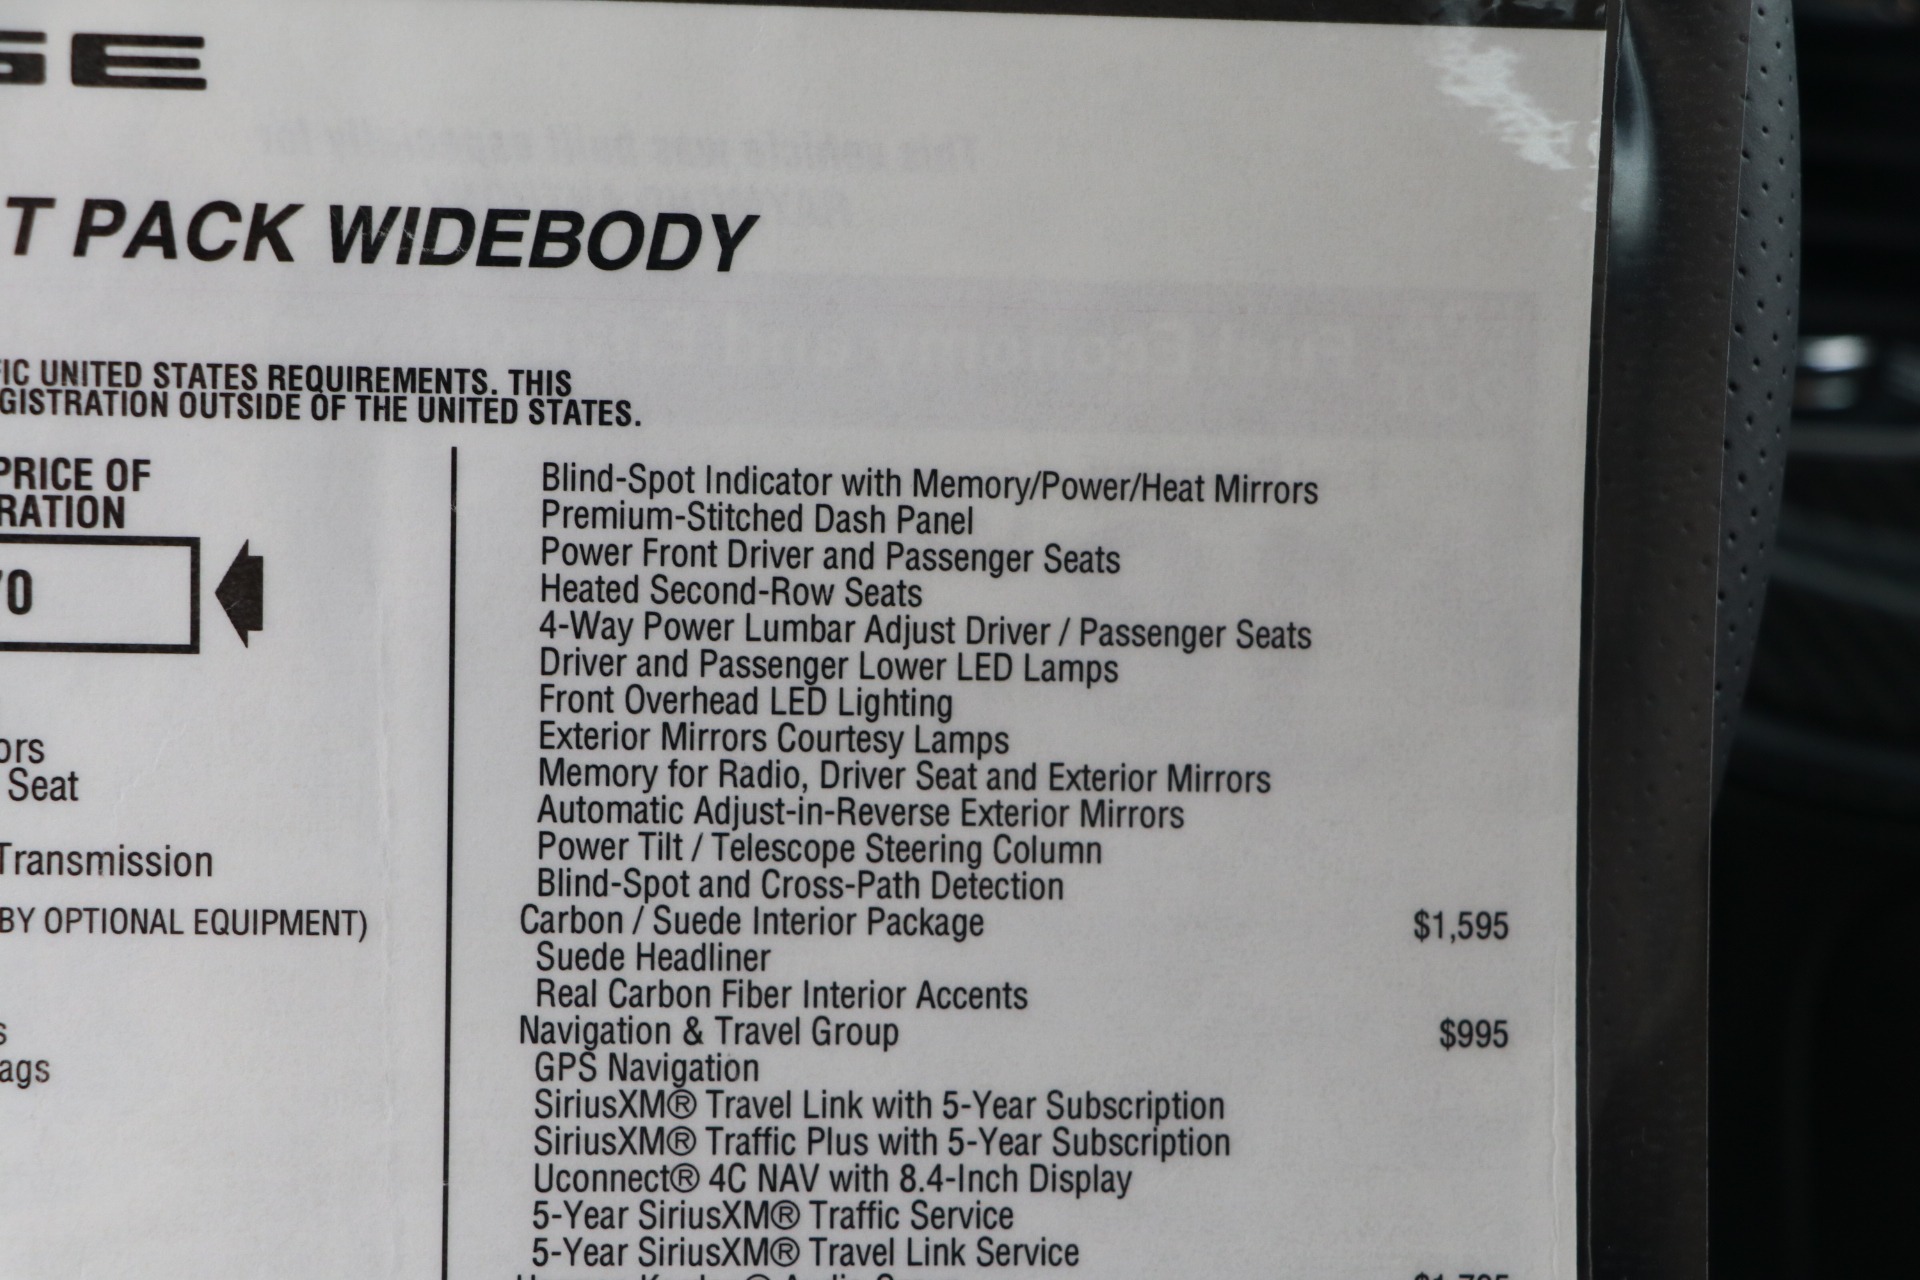 GE
T PACK WIDEBODY
IC UNITED STATES REQUIREMENTS. THIS
GISTRATION OUTSIDE OF THE UNITED STATES.
PRICE OF
RATION
70
ors
Seat
Transmission
BY OPTIONAL EQUIPMENT)
s
ags
Blind-Spot Indicator with Memory/Power/Heat Mirrors
Premium-Stitched Dash Panel
Power Front Driver and Passenger Seats
Heated Second-Row Seats
4-Way Power Lumbar Adjust Driver / Passenger Seats
Driver and Passenger Lower LED Lamps
Front Overhead LED Lighting
Exterior Mirrors Courtesy Lamps
Memory for Radio, Driver Seat and Exterior Mirrors
Automatic Adjust-in-Reverse Exterior Mirrors
Power Tilt / Telescope Steering Column
Blind-Spot and Cross-Path Detection
Carbon / Suede Interior Package $1,595
Suede Headliner
Real Carbon Fiber Interior Accents
Navigation & Travel Group $995
GPS Navigation
SiriusXM® Travel Link with 5-Year Subscription
SiriusXM® Traffic Plus with 5-Year Subscription
Uconnect® 4C NAV with 8.4-Inch Display
5-Year SiriusXM® Traffic Service
5-Year SiriusXM® Travel Link Service